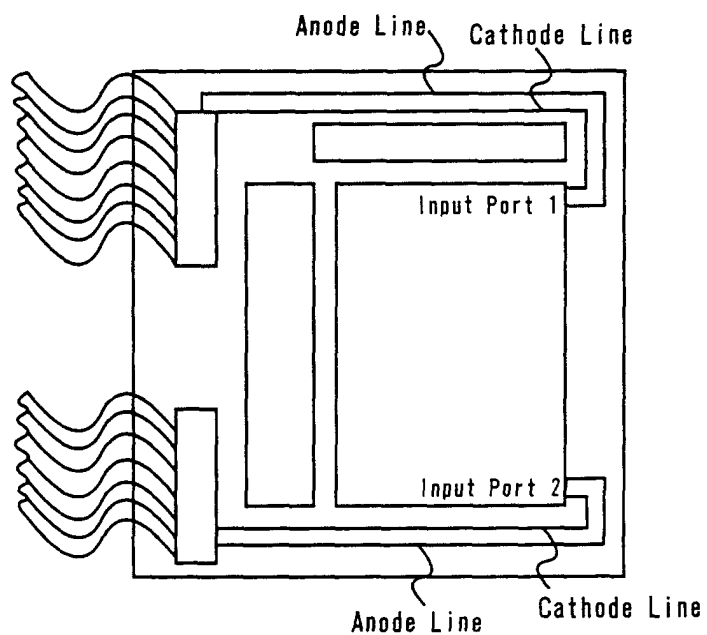 Anode Line
Cathode Line
Input Port 1
Input Port 2
Cathode Line
Anode Line